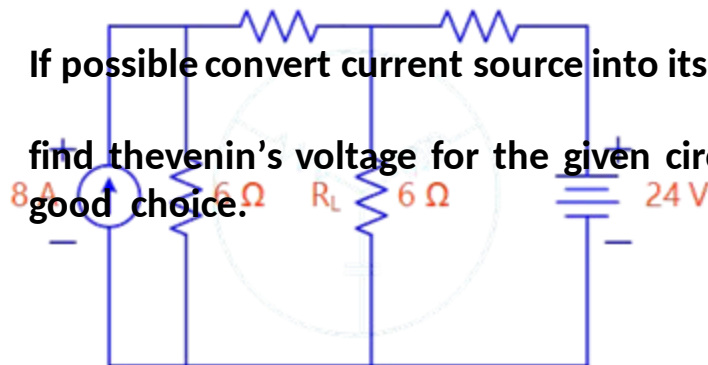 If possible convert current source into its
find thevenin's voltage for the given
8 A 6 Ω RL 6 Ω 24 V
good choice.